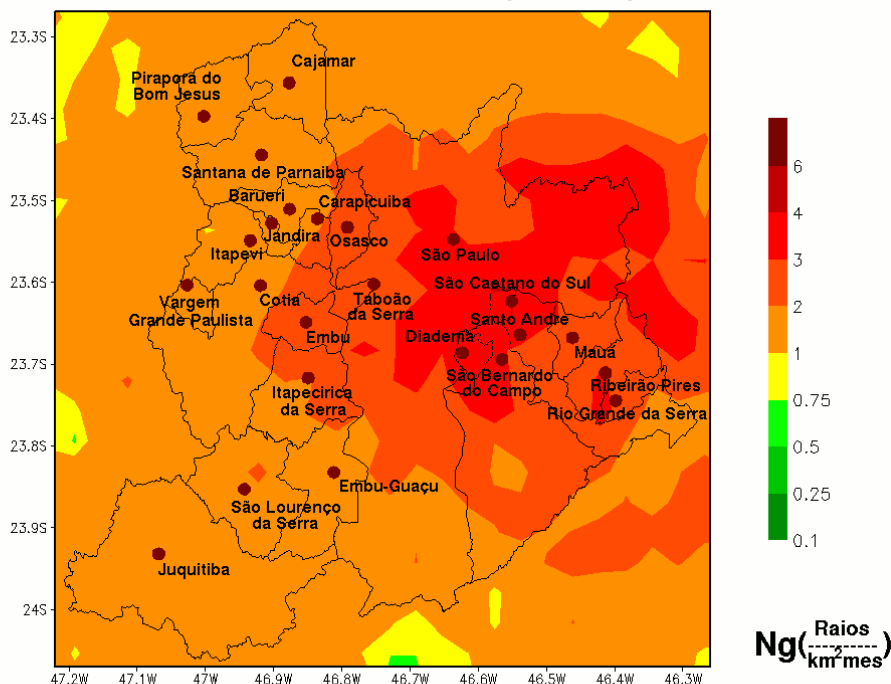 23.3S
23.4S
23.5S
23.6S
23.7S
23.8S
23.9S
24S
47.2W 47.1W 47W 46.9W 46.8W 46.7W 46.6W 46.5W 46.4W 46.3W
Cajamar
Pirapora do
Bom Jesus
Santana de Parnaiba
Barueri
Carapicuiba
Jandira
Osasco
Itapevi
São Paulo
Vargem
Grande Paulista
Cotia
Taboão
da Serra
São Caetano do Sul
Santo Andre
Embu
Diadema
Maua
São Bernardo
do Campo
Ribeirão Pires
Itapecirica
da Serra
Rio Grande da Serra
Embu-Guaçu
São Lourenço
da Serra
Juquitiba
6
4
3
2
1
0.75
0.5
0.25
0.1
Ng(Raios
km²mes)